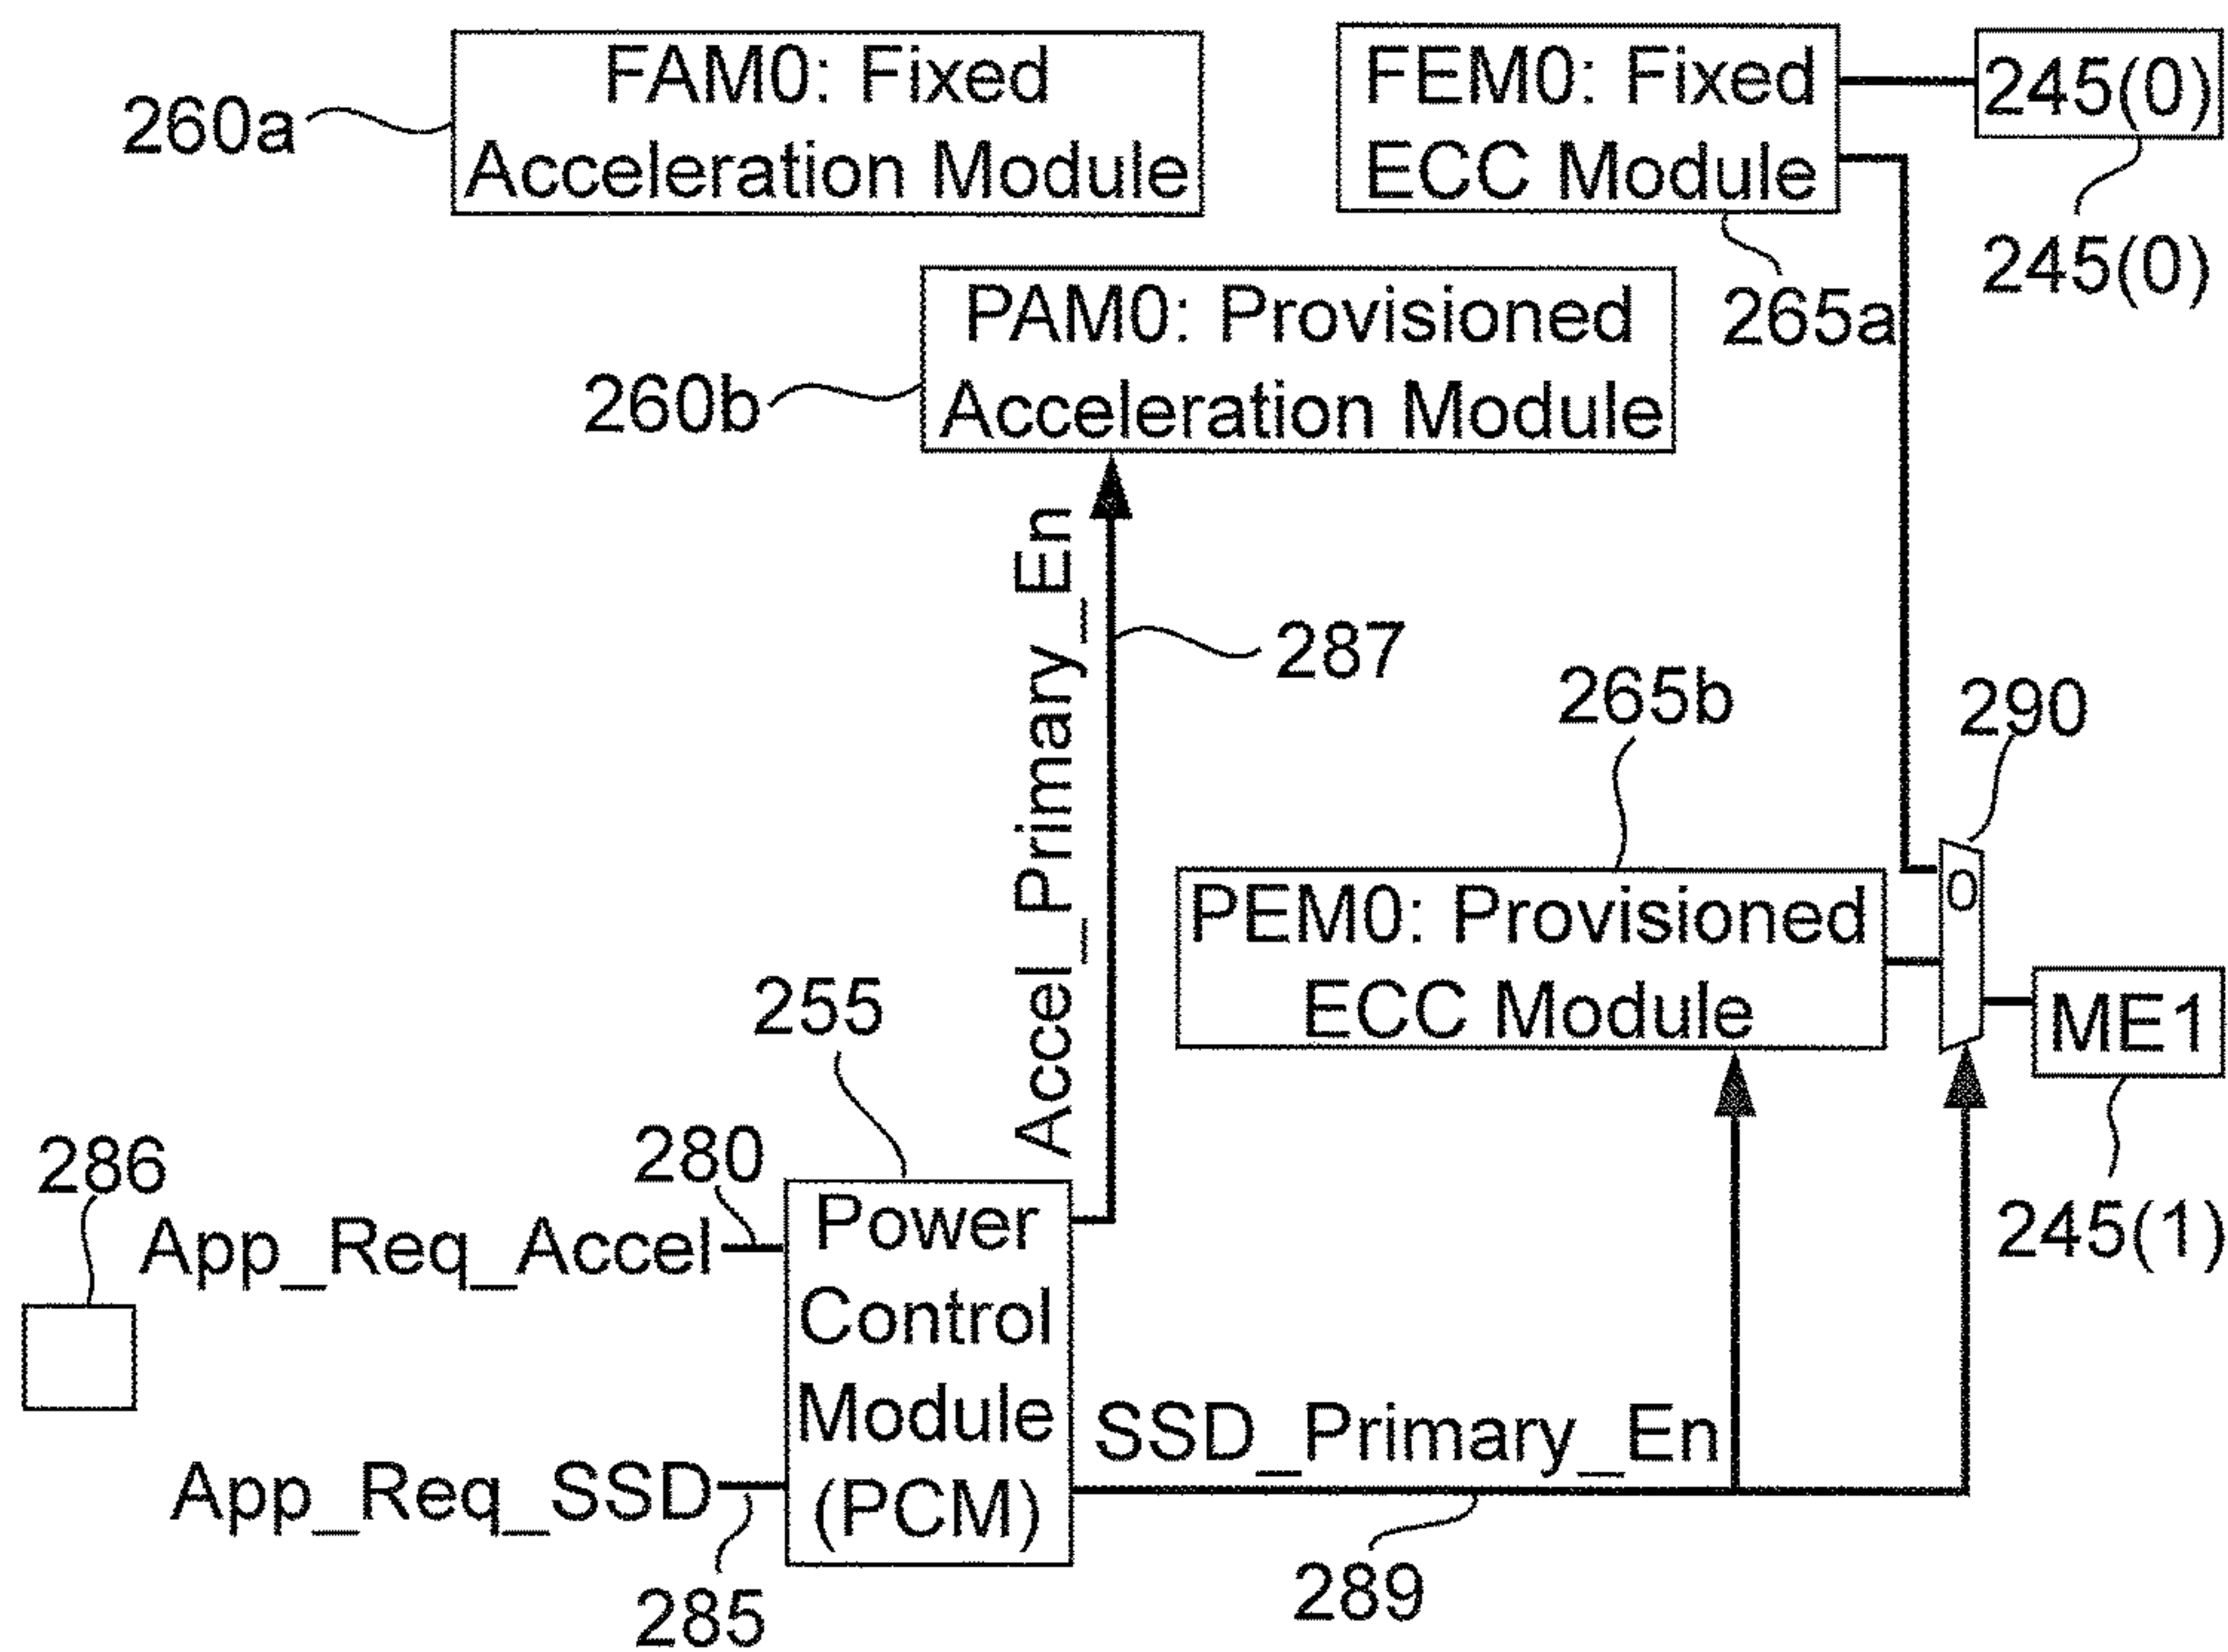 FAM0: Fixed
Acceleration Module
260a
FEM0: Fixed
ECC Module
265a
245(0)
245(0)
PAM0: Provisioned
Acceleration Module
260b
Accel_Primary_En
287
265b
290
PEM0: Provisioned
ECC Module
0
ME1
245(1)
255
280
286
App_Req_Accel
Power
Control
Module
(PCM)
App_Req_SSD
285
SSD_Primary_En
289